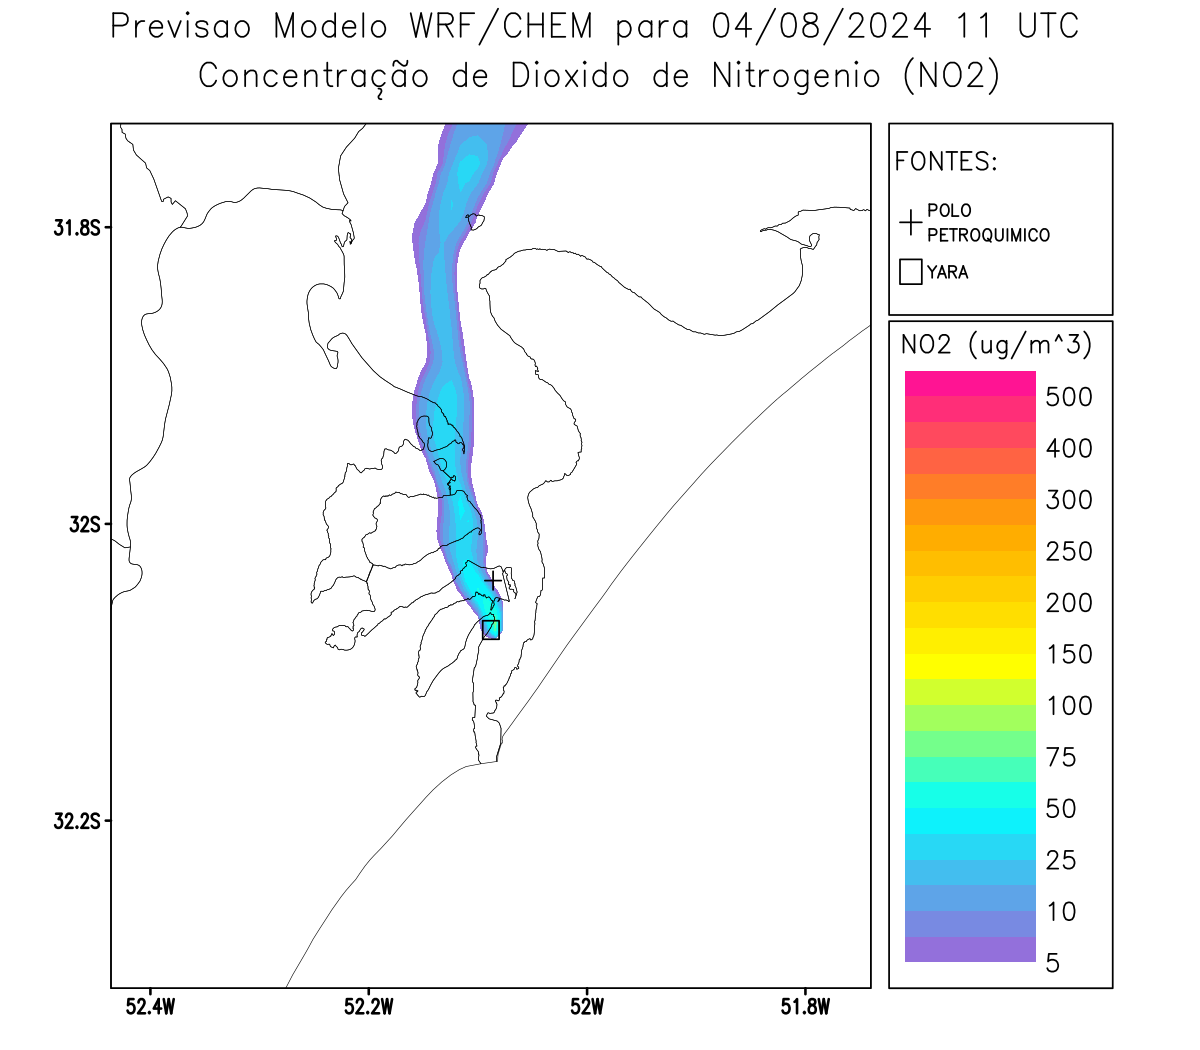 Previsao Modelo WRF/CHEM para 04/08/2024 11 UTC
Concentração de Dioxido de Nitrogenio (NO2)
FONTES:
POLO
PETROQUIMICO
YARA
NO2 (ug/m^3)
500
400
300
250
200
150
100
75
50
25
10
5
31.8S
32S
32.2S
52.4W
52.2W
52W
51.8W